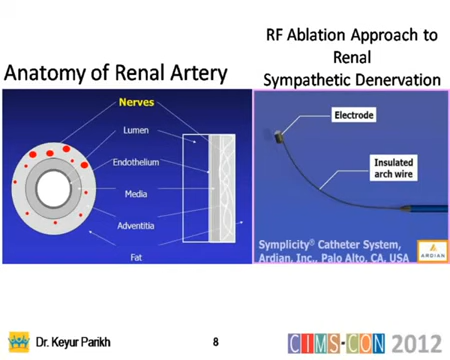 Anatomy of Renal Artery
Nerves
Lumen
Endothelium
Media
Adventitia
Fat
RF Ablation Approach to
Renal
Sympathetic Denervation
Electrode
Insulated
arch wire
Symplicity® Catheter System,
Ardian, Inc., Palo Alto, CA, USA
ARDIAN
Dr. Keyur Parikh
8
CIMS-CON 2012